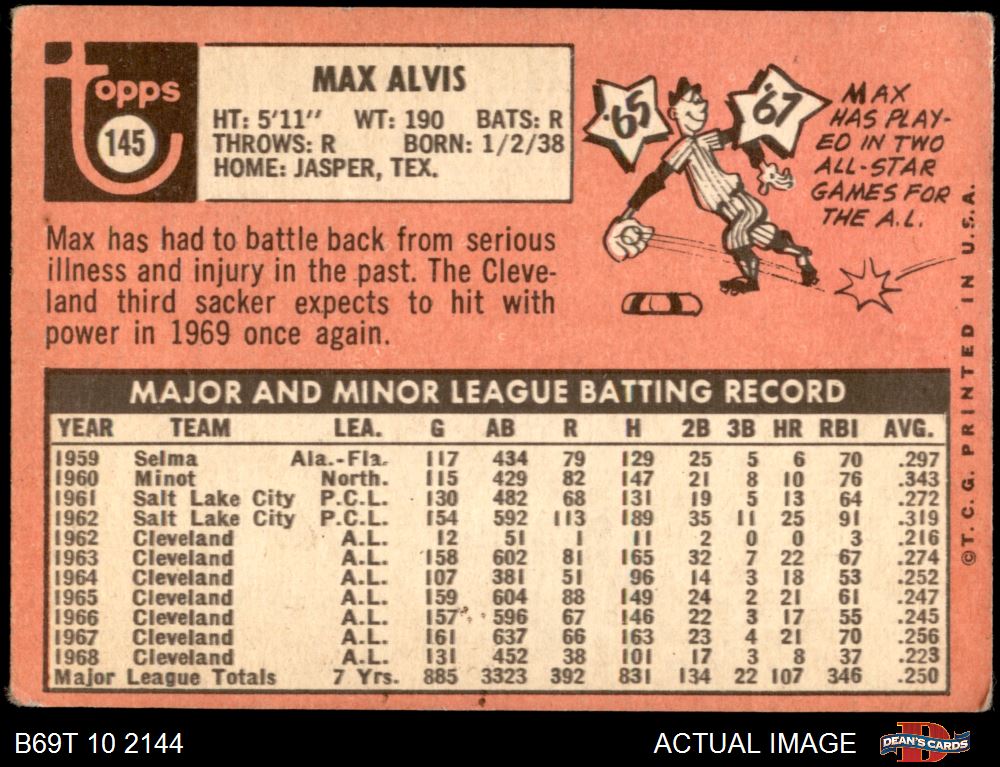 Topps
145
MAX ALVIS
HT: 5'11" WT: 190 BATS: R
THROWS: R BORN: 1/2/38
HOME: JASPER, TEX.
Max has had to battle back from serious
illness and injury in the past. The Cleve-
land third sacker expects to hit with
power in 1969 once again.
'65
'67
MAX
HAS PLAY-
ED IN TWO
ALL-STAR
GAMES FOR
THE A.L.
MAJOR AND MINOR LEAGUE BATTING RECORD
YEAR TEAM LEA. G AB R H 2B 3B HR RBI AVG.
1959 Selma Ala.-Fla. 117 434 79 129 25 5 6 70 .297
1960 Minot North. 115 429 82 147 21 8 10 76 .343
1961 Salt Lake City P.C.L. 130 482 68 131 19 5 13 64 .272
1962 Salt Lake City P.C.L. 154 592 113 189 35 11 25 91 .319
1962 Cleveland A.L. 12 51 1 11 2 0 0 3 .216
1963 Cleveland A.L. 158 602 81 165 32 7 22 67 .274
1964 Cleveland A.L. 107 381 51 96 14 3 18 53 .252
1965 Cleveland A.L. 159 604 88 149 24 2 21 61 .247
1966 Cleveland A.L. 157 596 67 146 22 3 17 55 .245
1967 Cleveland A.L. 161 637 66 163 23 4 21 70 .256
1968 Cleveland A.L. 131 452 38 101 17 3 8 37 .223
Major League Totals 7 Yrs. 885 3323 392 831 134 22 107 346 .250
©T. C. G. PRINTED IN U.S.A.
B69T 10 2144
ACTUAL IMAGE
D
DEAN'S CARDS